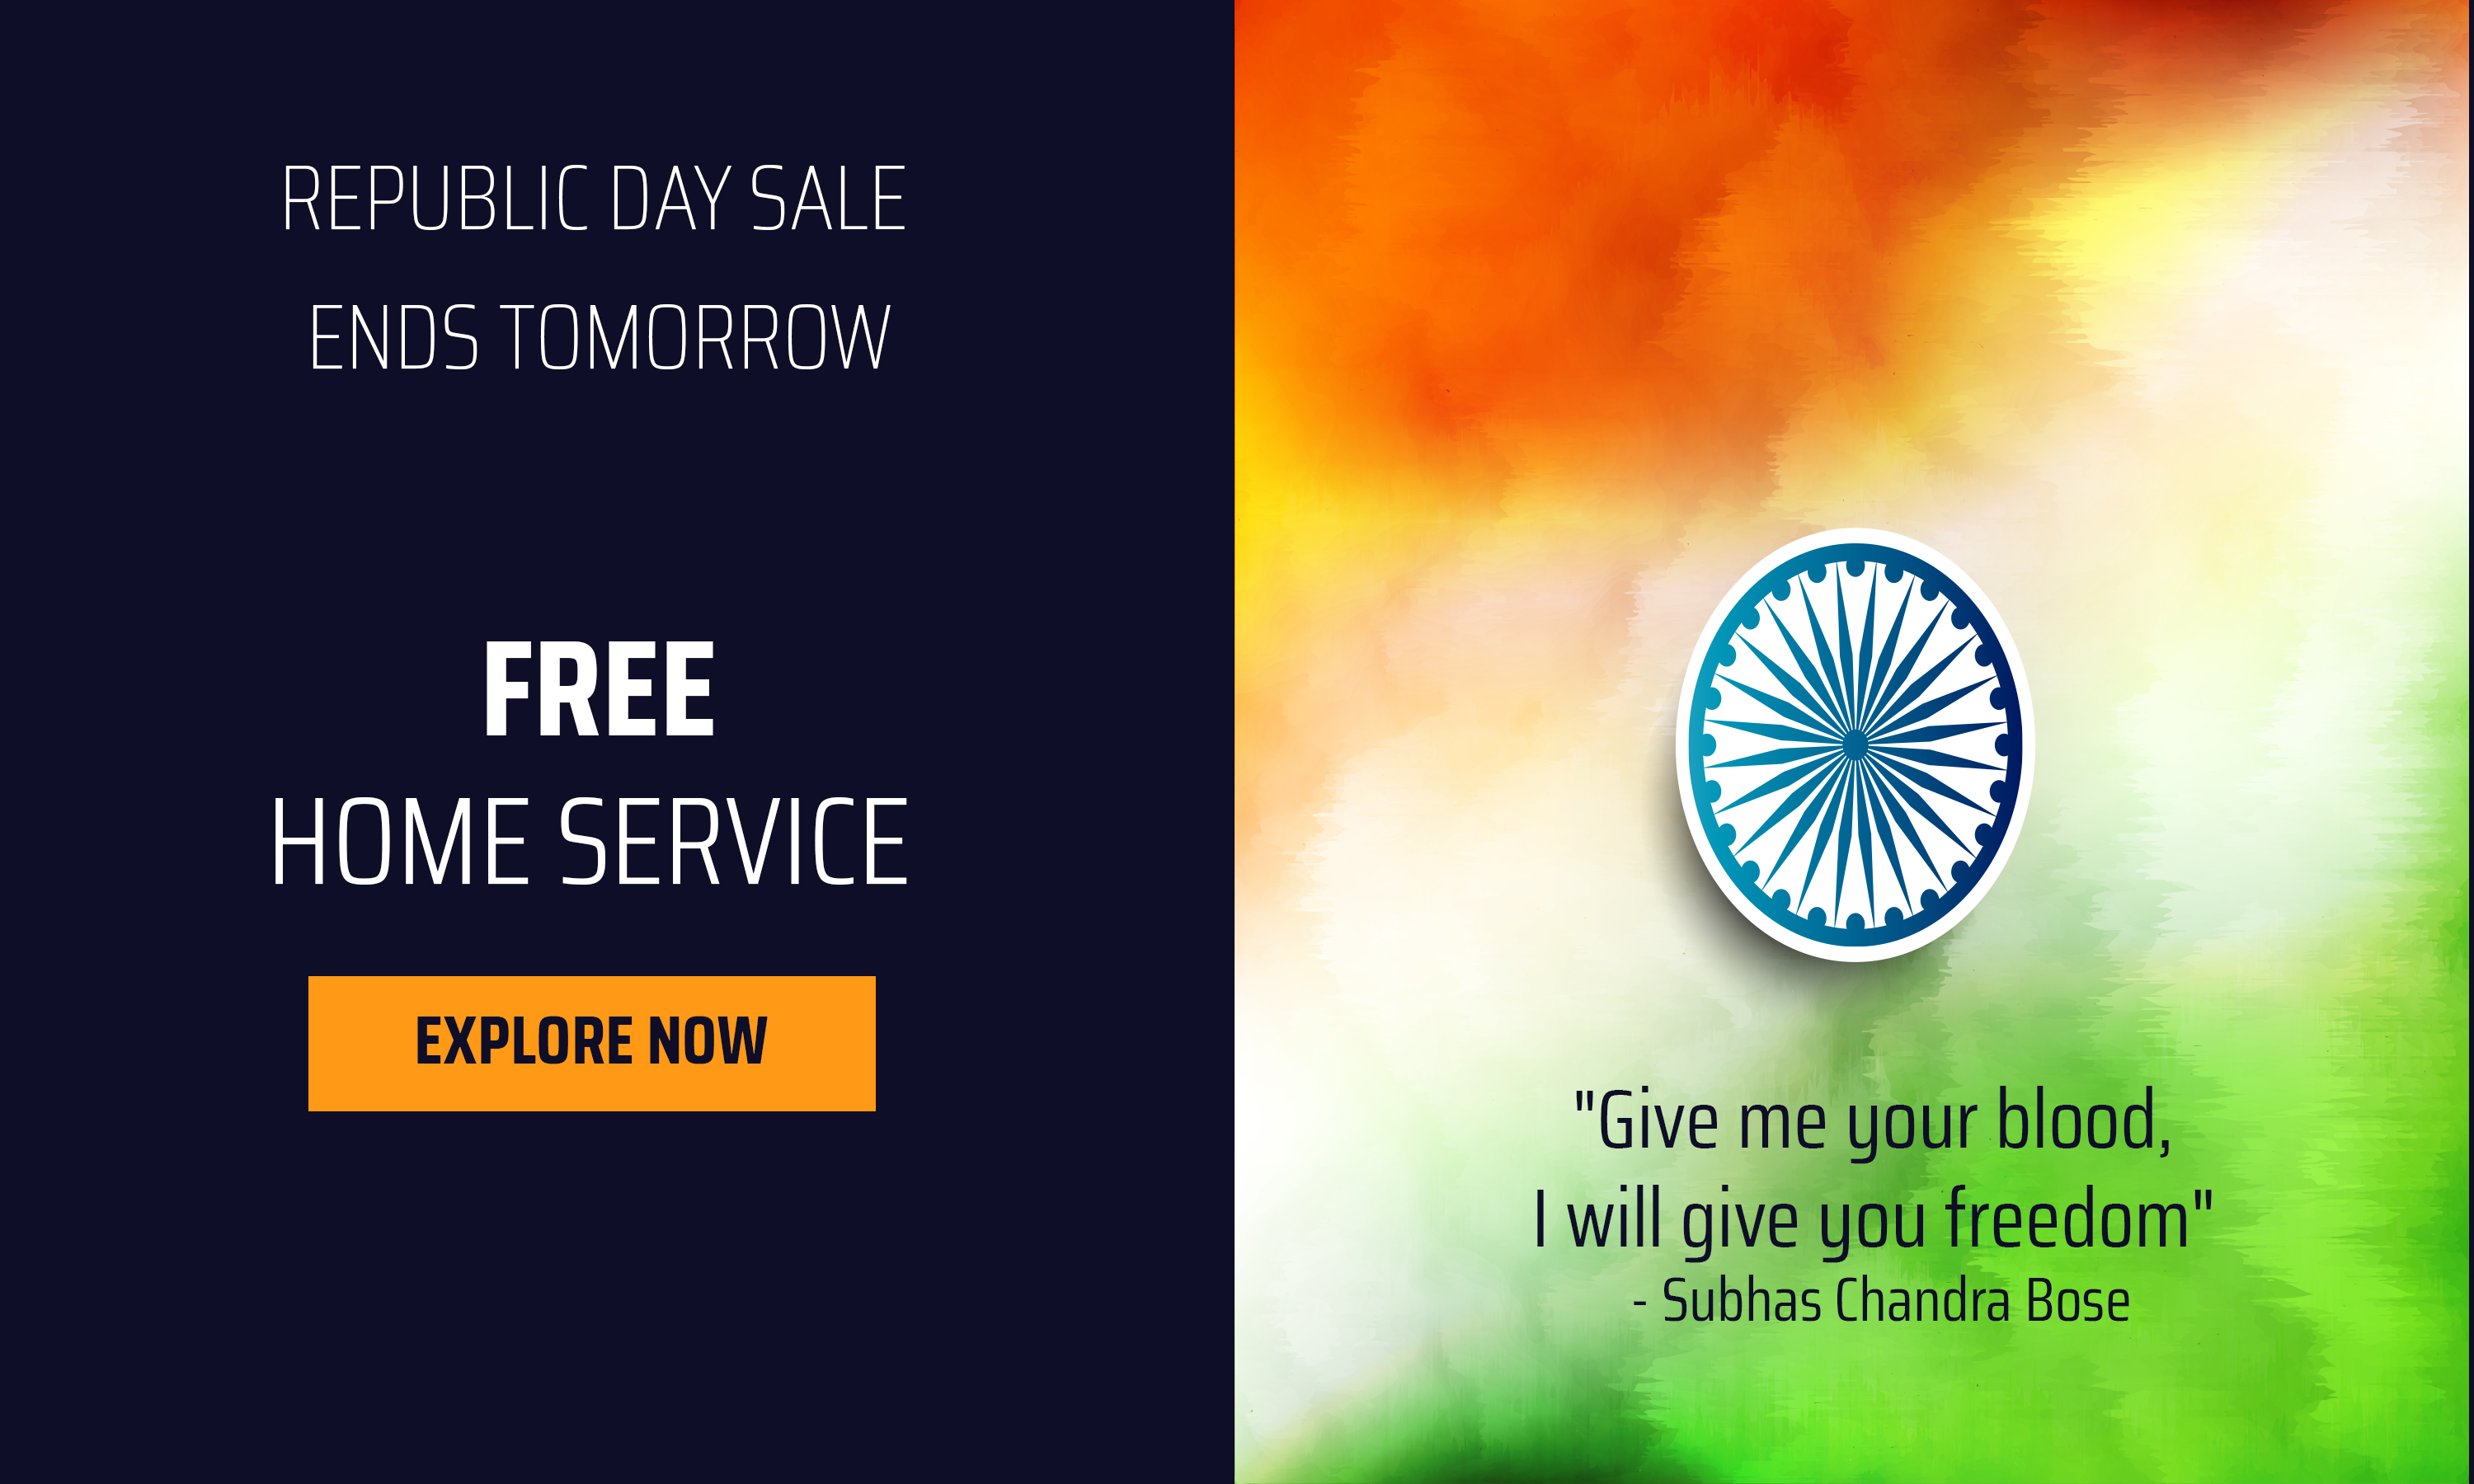 REPUBLIC DAY SALE
ENDS TOMORROW
FREE
HOME SERVICE
EXPLORE NOW
"Give me your blood,
I will give you freedom"
- Subhas Chandra Bose